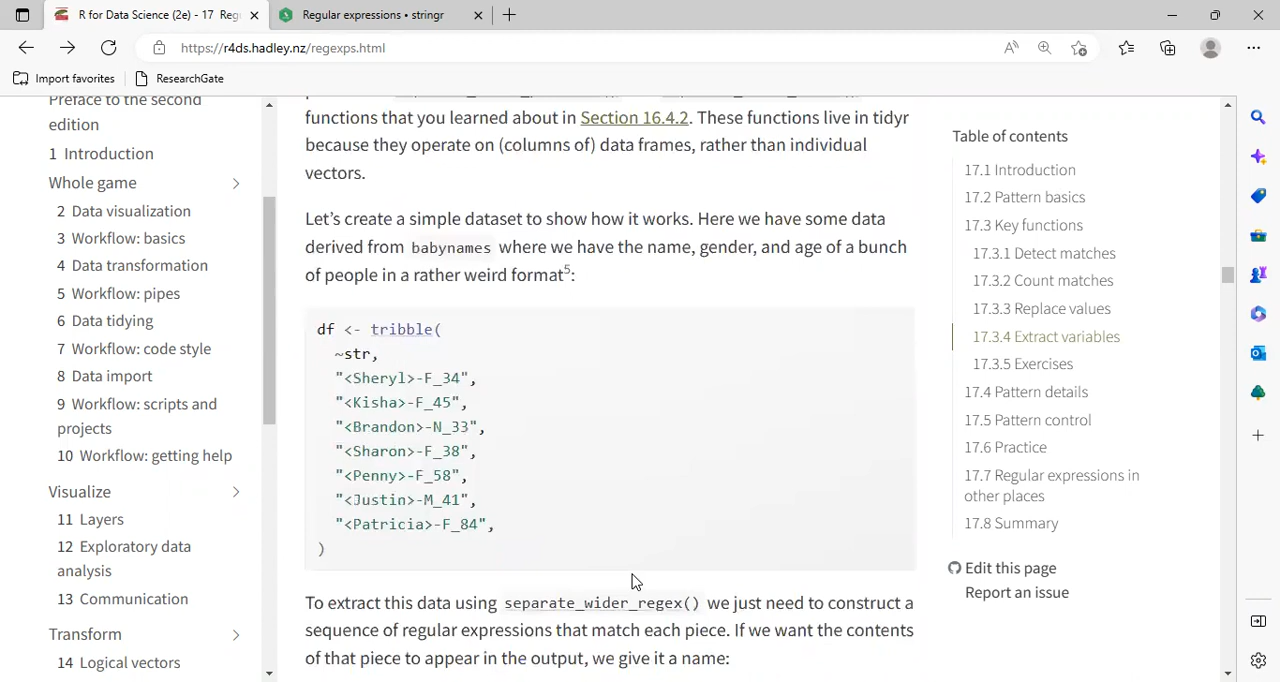 R for Data Science (2e) - 17 Reg
Regular expressions • stringr
https://r4ds.hadley.nz/regexps.html
Import favorites
ResearchGate
Preface to the second
edition
1 Introduction
Whole game
2 Data visualization
3 Workflow: basics
4 Data transformation
5 Workflow: pipes
6 Data tidying
7 Workflow: code style
8 Data import
9 Workflow: scripts and
projects
10 Workflow: getting help
Visualize
11 Layers
12 Exploratory data
analysis
13 Communication
Transform
14 Logical vectors
functions that you learned about in Section 16.4.2. These functions live in tidyr
because they operate on (columns of) data frames, rather than individual
vectors.
Let’s create a simple dataset to show how it works. Here we have some data
derived from babynames where we have the name, gender, and age of a bunch
of people in a rather weird format5:
df <- tribble(
~str,
"<Sheryl>-F_34",
"<Kisha>-F_45",
"<Brandon>-N_33",
"<Sharon>-F_38",
"<Penny>-F_58",
"<Justin>-M_41",
"<Patricia>-F_84",
)
To extract this data using separate_wider_regex() we just need to construct a
sequence of regular expressions that match each piece. If we want the contents
of that piece to appear in the output, we give it a name:
Table of contents
17.1 Introduction
17.2 Pattern basics
17.3 Key functions
17.3.1 Detect matches
17.3.2 Count matches
17.3.3 Replace values
17.3.4 Extract variables
17.3.5 Exercises
17.4 Pattern details
17.5 Pattern control
17.6 Practice
17.7 Regular expressions in
other places
17.8 Summary
Edit this page
Report an issue